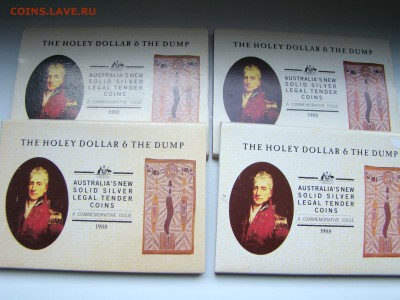 COINS.LAVE.RU
THE HOLEY DOLLAR & THE DUMP
AUSTRALIA'S NEW
SOLID SILVER
LEGAL TENDER
COINS
A COMMEMORATIVE ISSUE
1988
THE HOLEY DOLLAR & THE DUMP
AUSTRALIA'S NEW
SOLID SILVER
LEGAL TENDER
COINS
A COMMEMORATIVE ISSUE
1988
THE HOLEY DOLLAR & THE DUMP
AUSTRALIA'S NEW
SOLID SILVER
LEGAL TENDER
COINS
A COMMEMORATIVE ISSUE
1988
THE HOLEY DOLLAR & THE DUMP
AUSTRALIA'S NEW
SOLID SILVER
LEGAL TENDER
COINS
A COMMEMORATIVE ISSUE
1988